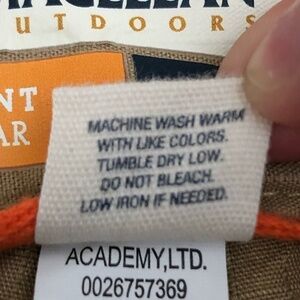 OUTDOORS
MACHINE WASH WARM
WITH LIKE COLORS.
TUMBLE DRY LOW.
DO NOT BLEACH.
LOW IRON IF NEEDED.
ACADEMY,LTD.
0026757369